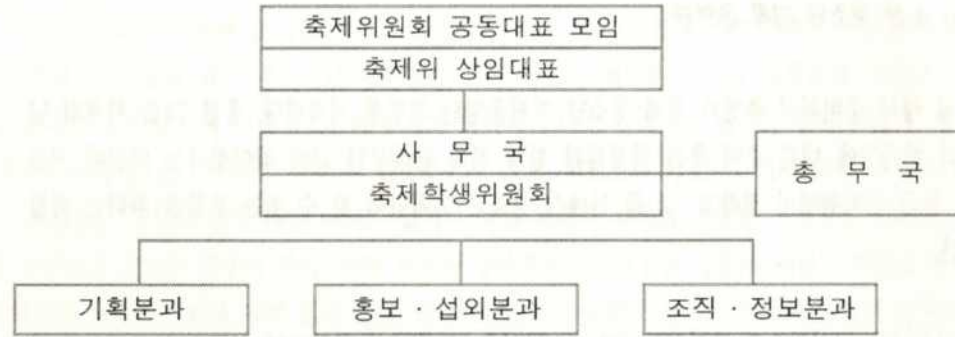 축제위원회 공동대표 모임
축제위 상임대표
사 무 국
축제학생위원회
총 무 국
기획분과
홍보 · 섭외분과
조직 · 정보분과